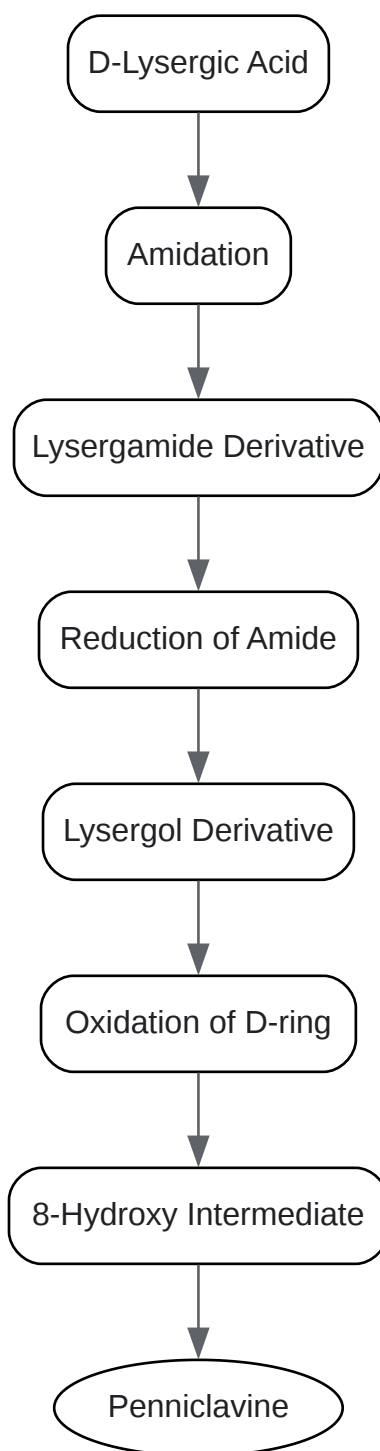 D-Lysergic Acid
Amidation
Lysergamide Derivative
Reduction of Amide
Lysergol Derivative
Oxidation of D-ring
8-Hydroxy Intermediate
Penniclavine